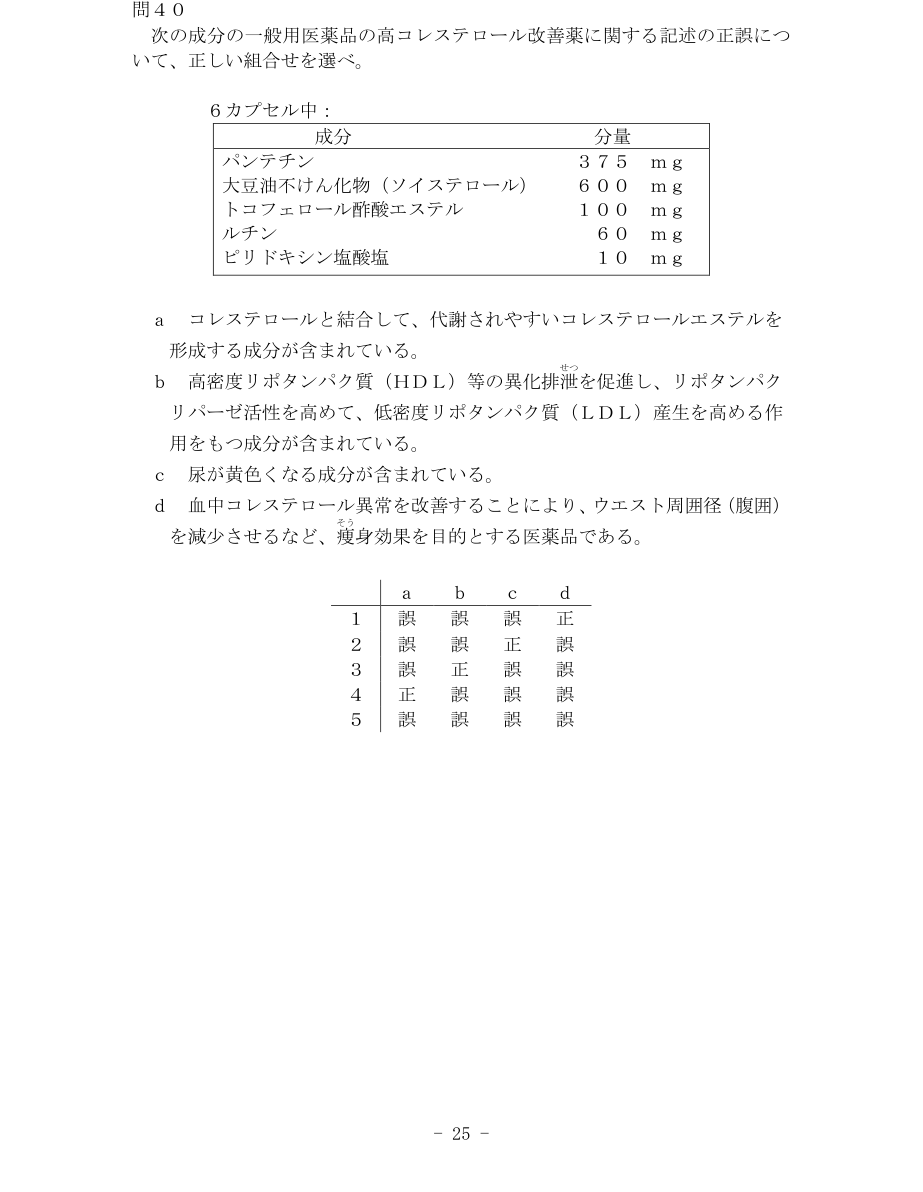 問４０
次の成分の一般用医薬品の高コレステロール改善薬に関する記述の正誤につ
いて、正しい組合せを選べ。
６カプセル中：
成分 分量
パンテチン ３７５ ｍｇ
大豆油不けん化物（ソイステロール） ６００ ｍｇ
トコフェロール酢酸エステル １００ ｍｇ
ルチン ６０ ｍｇ
ピリドキシン塩酸塩 １０ ｍｇ
ａ コレステロールと結合して、代謝されやすいコレステロールエステルを
形成する成分が含まれている。
せつ
ｂ 高密度リポタンパク質（ＨＤＬ）等の異化排泄を促進し、リポタンパク
リパーゼ活性を高めて、低密度リポタンパク質（ＬＤＬ）産生を高める作
用をもつ成分が含まれている。
ｃ 尿が黄色くなる成分が含まれている。
ｄ 血中コレステロール異常を改善することにより、ウエスト周囲径（腹囲）
そう
を減少させるなど、痩身効果を目的とする医薬品である。
ａ ｂ ｃ ｄ
１ 誤 誤 誤 正
２ 誤 誤 正 誤
３ 誤 正 誤 誤
４ 正 誤 誤 誤
５ 誤 誤 誤 誤
- 25 -